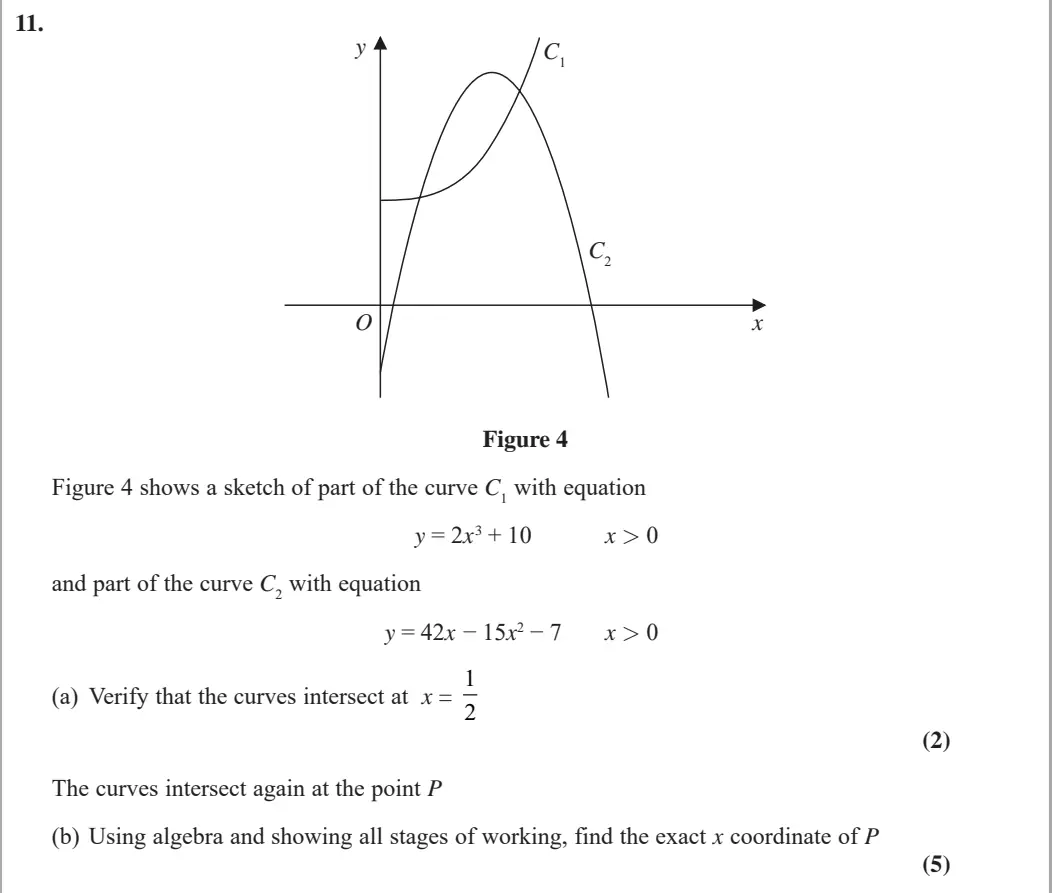 11.
y
C₁
C₂
O
x
Figure 4
Figure 4 shows a sketch of part of the curve C₁ with equation
y = 2x³ + 10 x > 0
and part of the curve C₂ with equation
y = 42x − 15x² − 7 x > 0
(a) Verify that the curves intersect at x = 1/2
(2)
The curves intersect again at the point P
(b) Using algebra and showing all stages of working, find the exact x coordinate of P
(5)